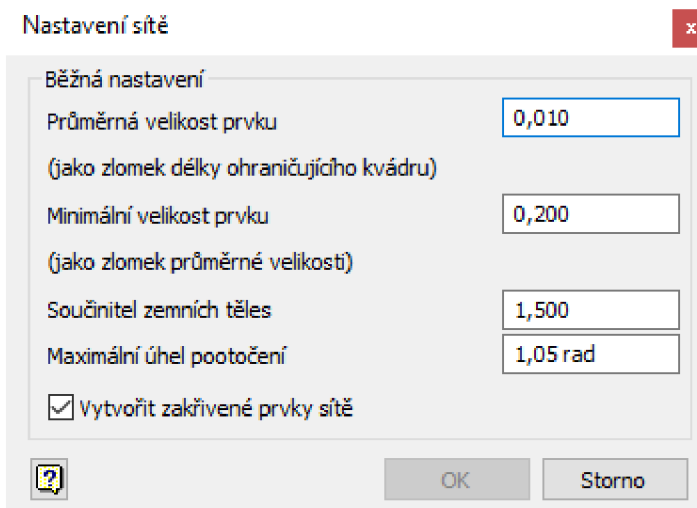 Nastavení sítě
x
Běžná nastavení
Průměrná velikost prvku 0,010
(jako zlomek délky ohraničujícího kvádru)
Minimální velikost prvku 0,200
(jako zlomek průměrné velikosti)
Součinitel zemních těles 1,500
Maximální úhel pootočení 1,05 rad
Vytvořit zakřivené prvky sítě
? OK Storno